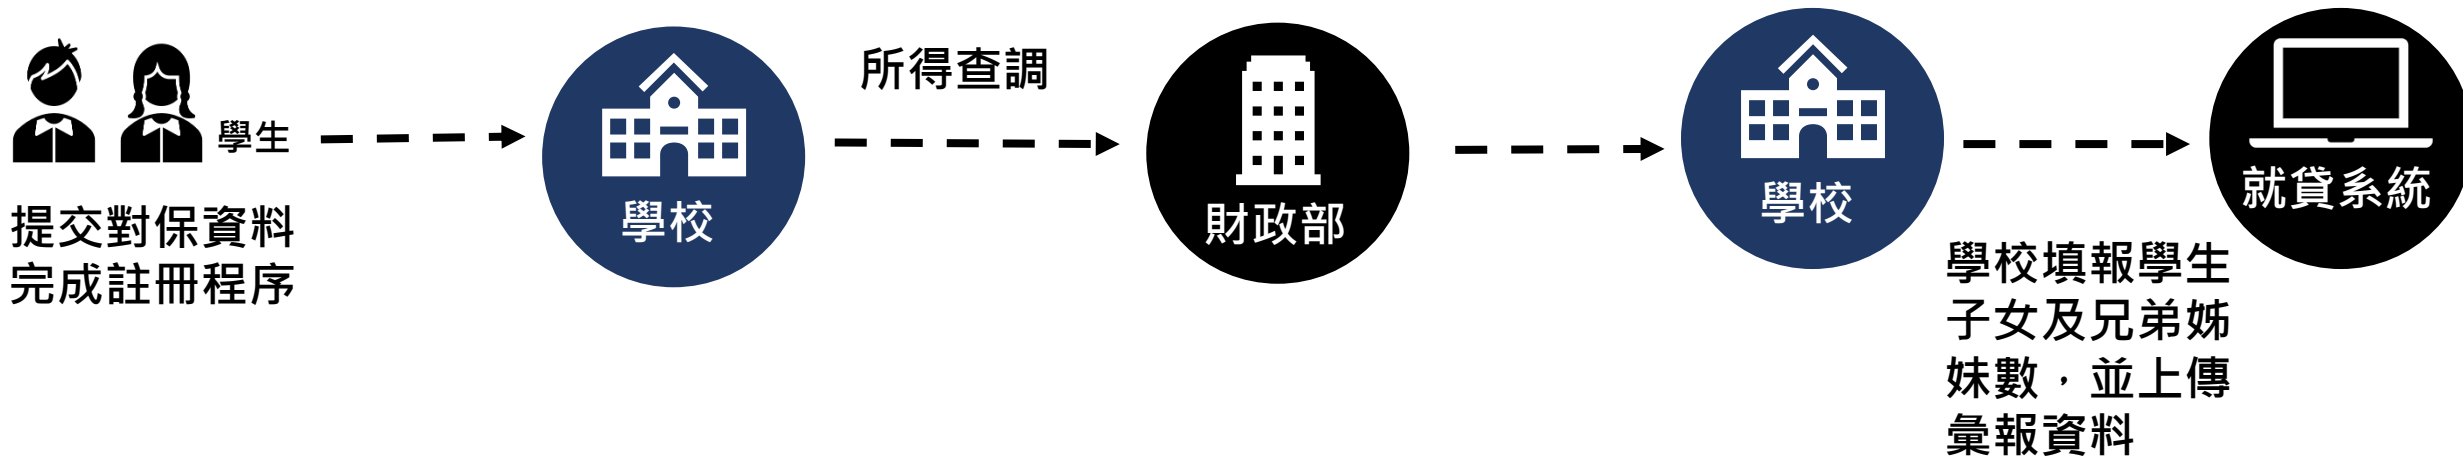 學生
提交對保資料
完成註冊程序
學校
所得查調
財政部
學校
學校填報學生
子女及兄弟姊
妹數，並上傳
彙報資料
就貸系統